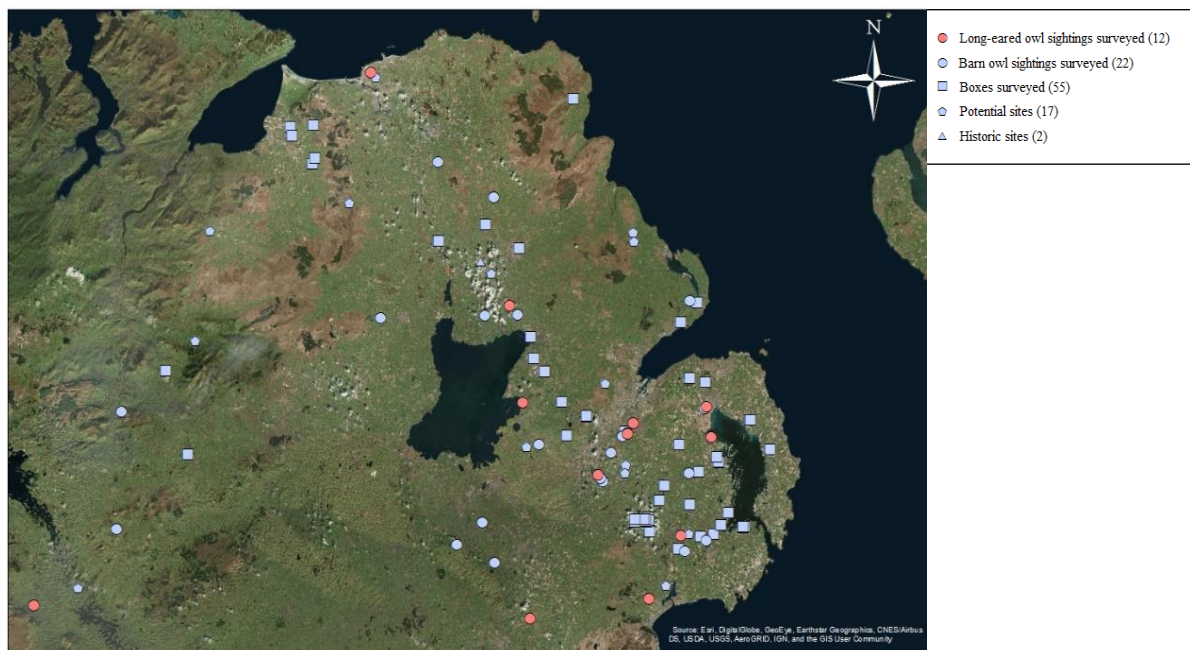 N
Long-eared owl sightings surveyed (12)
Barn owl sightings surveyed (22)
Boxes surveyed (55)
Potential sites (17)
Historic sites (2)
Source: Esri, DigitalGlobe, GeoEye, Earthstar Geographics, CNES/Airbus
DS, USDA, USGS, AeroGRID, IGN, and the GIS User Community